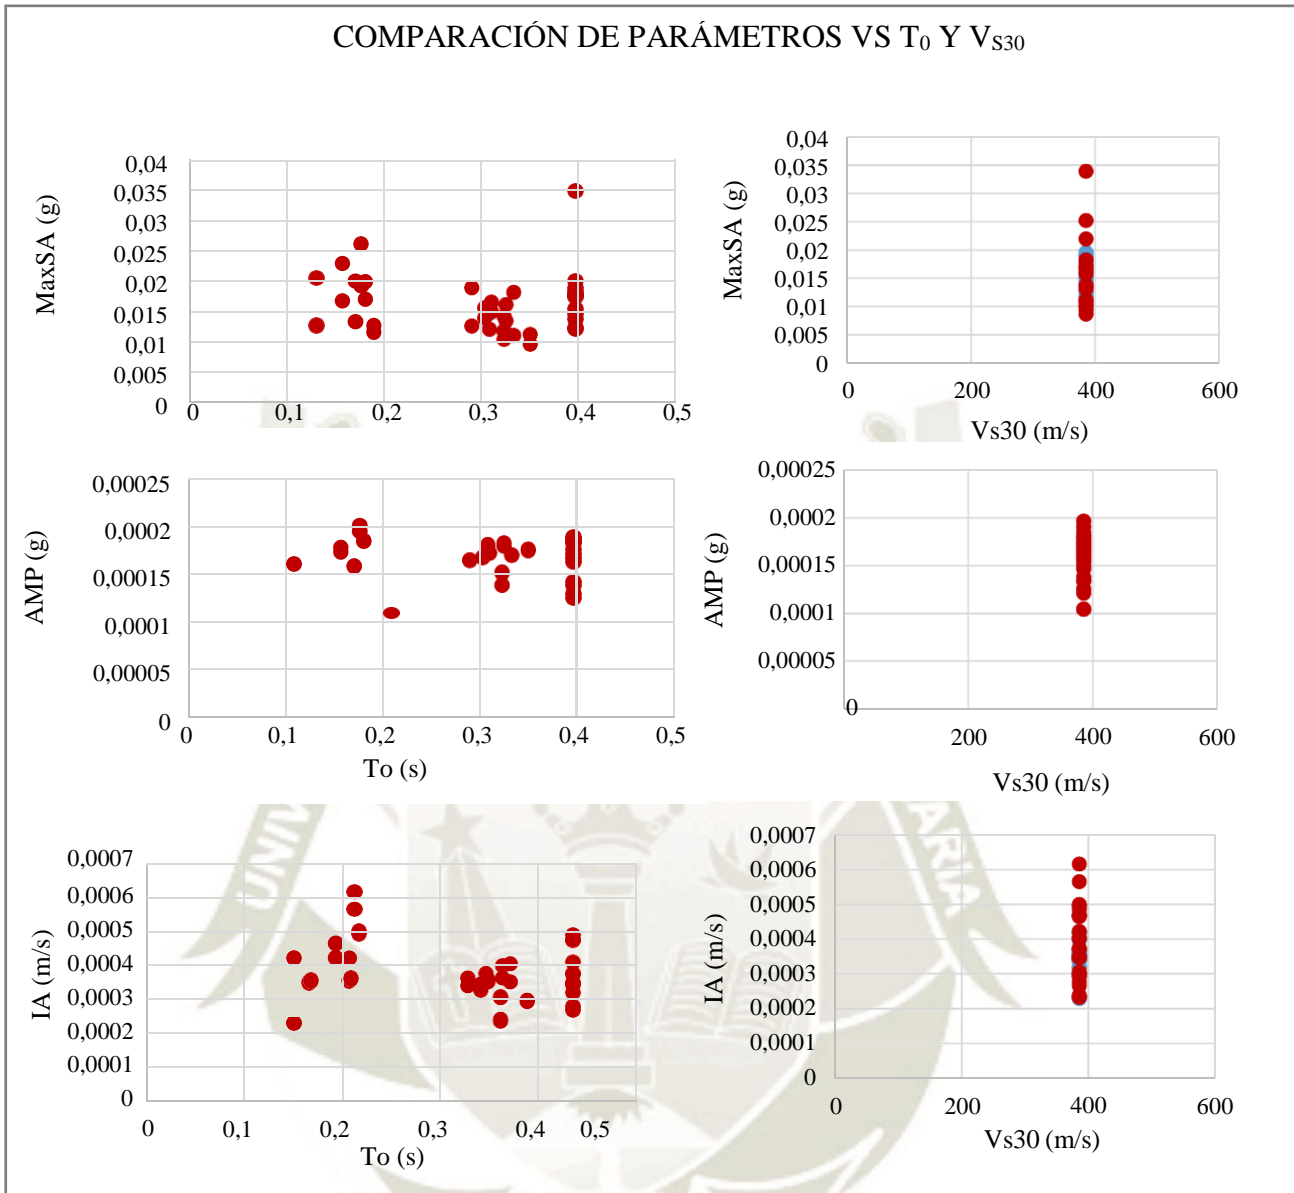 COMPARACIÓN DE PARÁMETROS VS T₀ Y V_S30
MaxSA (g)
0,04
0,035
0,03
0,025
0,02
0,015
0,01
0,005
0
0 0,1 0,2 0,3 0,4 0,5
MaxSA (g)
0,04
0,035
0,03
0,025
0,02
0,015
0,01
0,005
0
0 200 400 600
Vs30 (m/s)
AMP (g)
0,00025
0,0002
0,00015
0,0001
0,00005
0
0 0,1 0,2 0,3 0,4 0,5
To (s)
AMP (g)
0,00025
0,0002
0,00015
0,0001
0,00005
0
200 400 600
Vs30 (m/s)
IA (m/s)
0,0007
0,0006
0,0005
0,0004
0,0003
0,0002
0,0001
0
0 0,1 0,2 0,3 0,4 0,5
To (s)
IA (m/s)
0,0007
0,0006
0,0005
0,0004
0,0003
0,0002
0,0001
0
0 200 400 600
Vs30 (m/s)
UNIV
ARIA